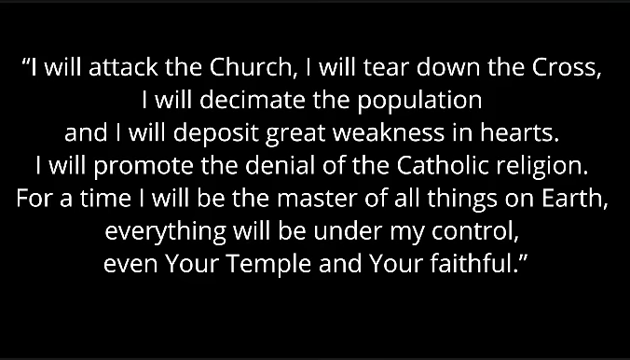 “I will attack the Church, I will tear down the Cross,
I will decimate the population
and I will deposit great weakness in hearts.
I will promote the denial of the Catholic religion.
For a time I will be the master of all things on Earth,
everything will be under my control,
even Your Temple and Your faithful.”